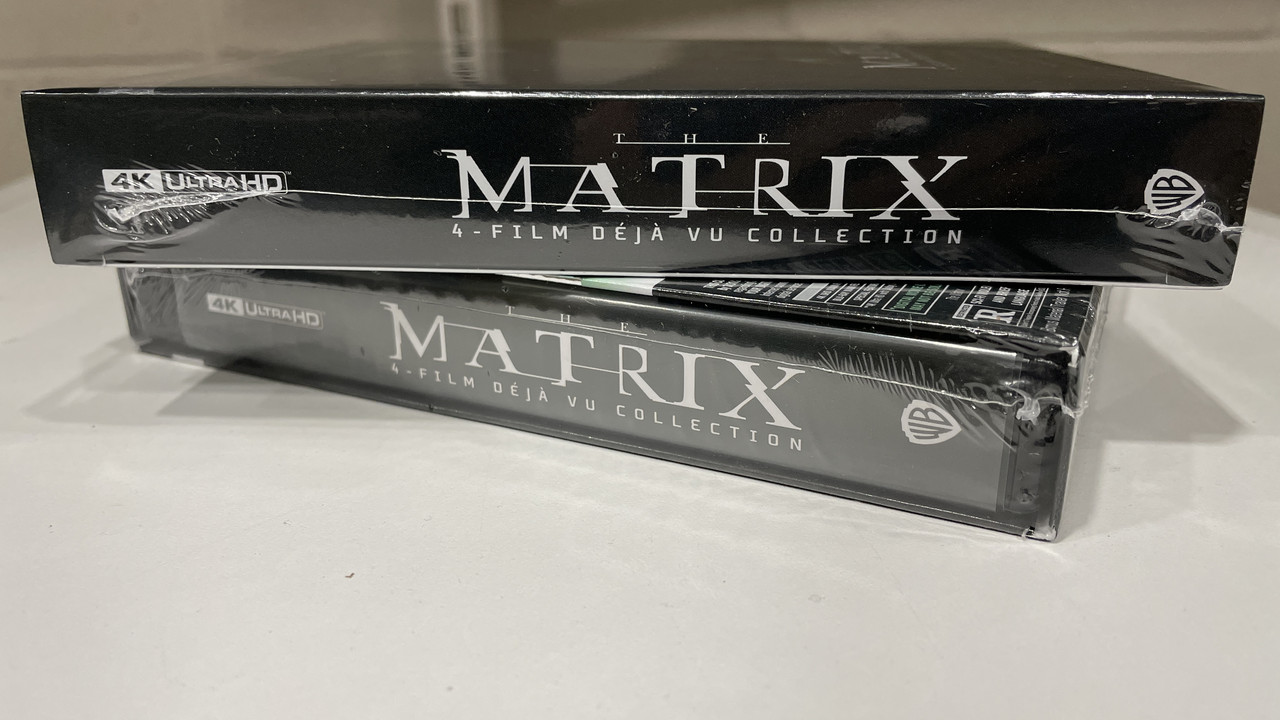 THE
MATRIX
4K ULTRA HD
4-FILM DÉJÀ VU COLLECTION
WB
4K ULTRA HD
THE
MATRIX
4-FILM DÉJÀ VU COLLECTION
WB
R